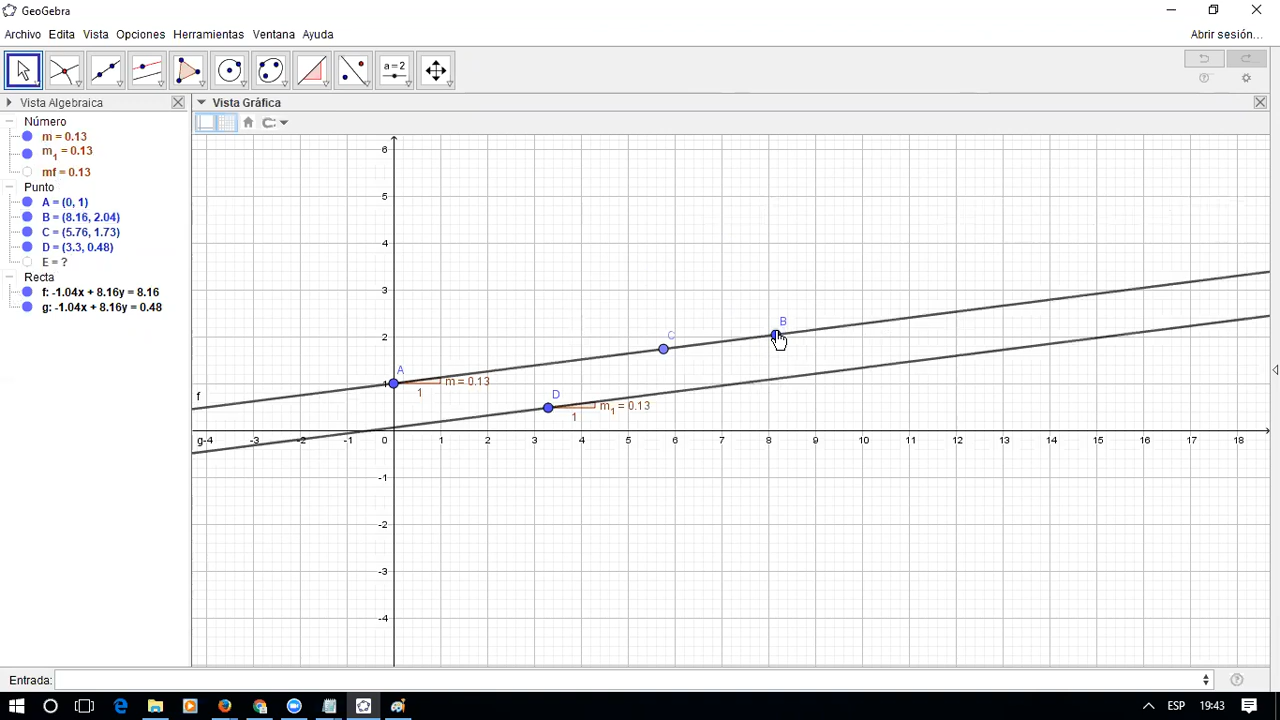 GeoGebra
Archivo Edita Vista Opciones Herramientas Ventana Ayuda
Abrir sesión...
a=2
Vista Algebraica
Vista Gráfica
Número
m = 0.13
m1 = 0.13
mf = 0.13
Punto
A = (0, 1)
B = (8.16, 2.04)
C = (5.76, 1.73)
D = (3.3, 0.48)
E = ?
Recta
f: -1.04x + 8.16y = 8.16
g: -1.04x + 8.16y = 0.48
6
5
4
3
2
1
-1
-2
-3
-4
f
g
-4 -3 -2 -1 0 1 2 3 4 5 6 7 8 9 10 11 12 13 14 15 16 17 18
A
m = 0.13
1
C
B
D
m1 = 0.13
1
Entrada:
ESP
19:43